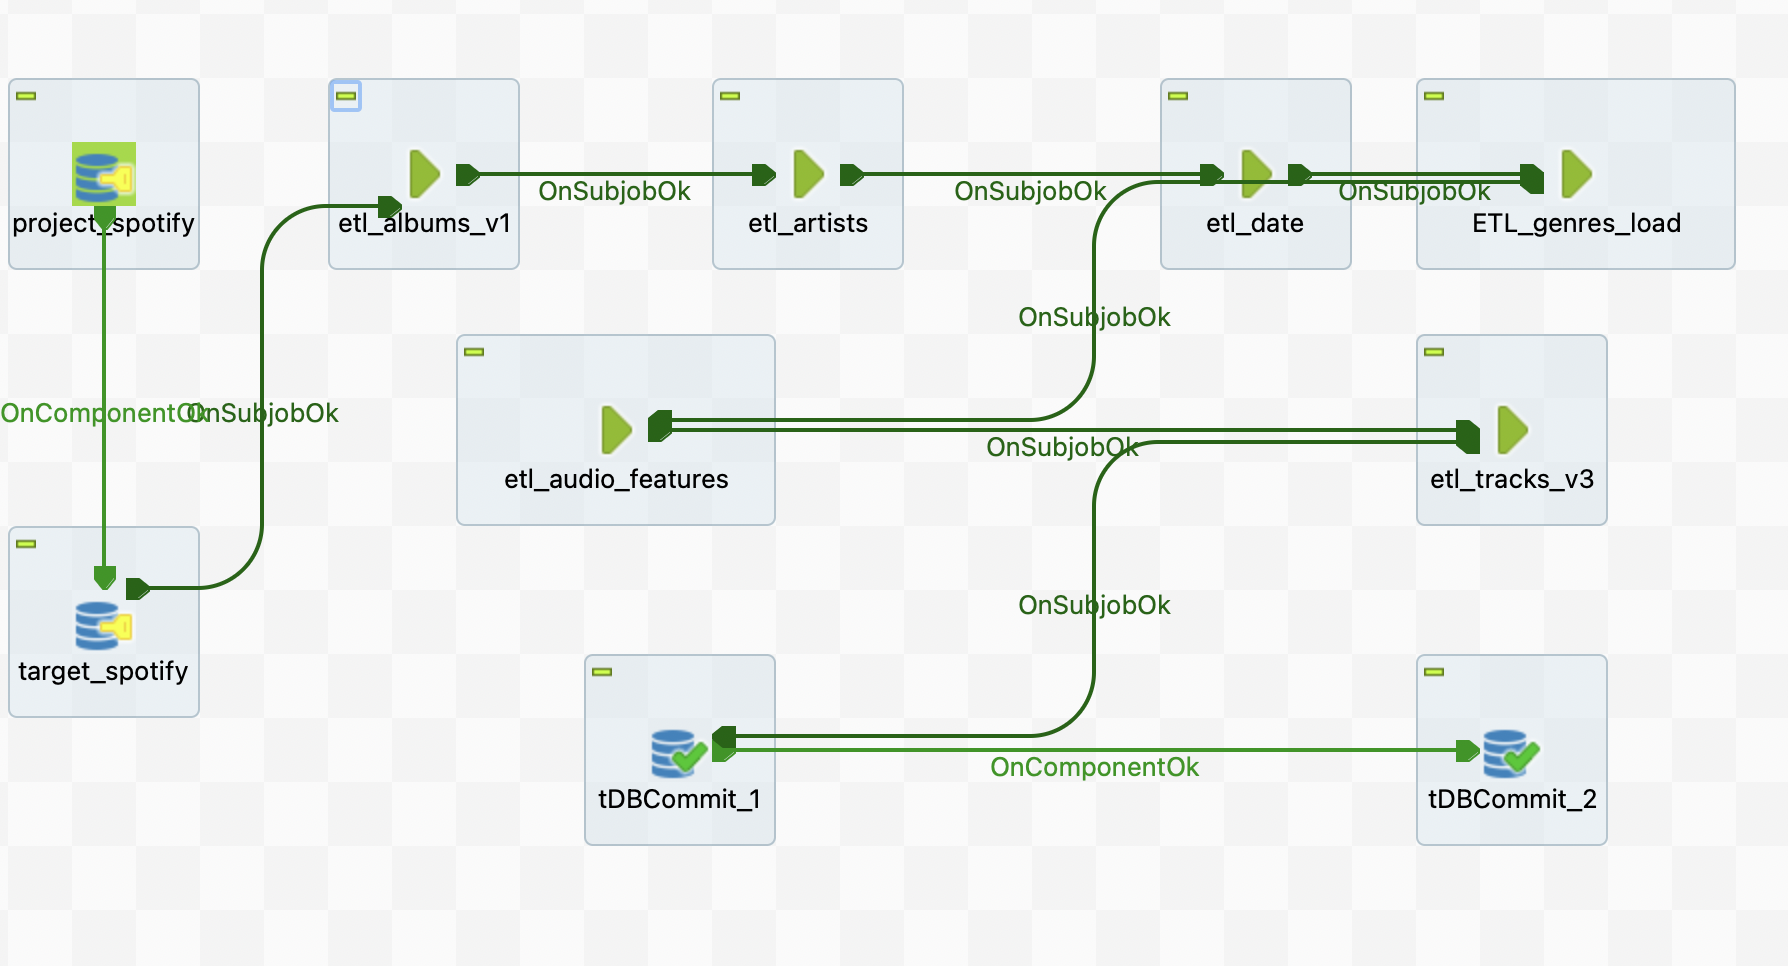 project_spotify
etl_albums_v1
OnSubjobOk
etl_artists
OnSubjobOk
etl_date
OnSubjobOk
ETL_genres_load
OnSubjobOk
OnComponentOk
OnSubjobOk
etl_audio_features
OnSubjobOk
etl_tracks_v3
OnSubjobOk
target_spotify
tDBCommit_1
OnComponentOk
tDBCommit_2